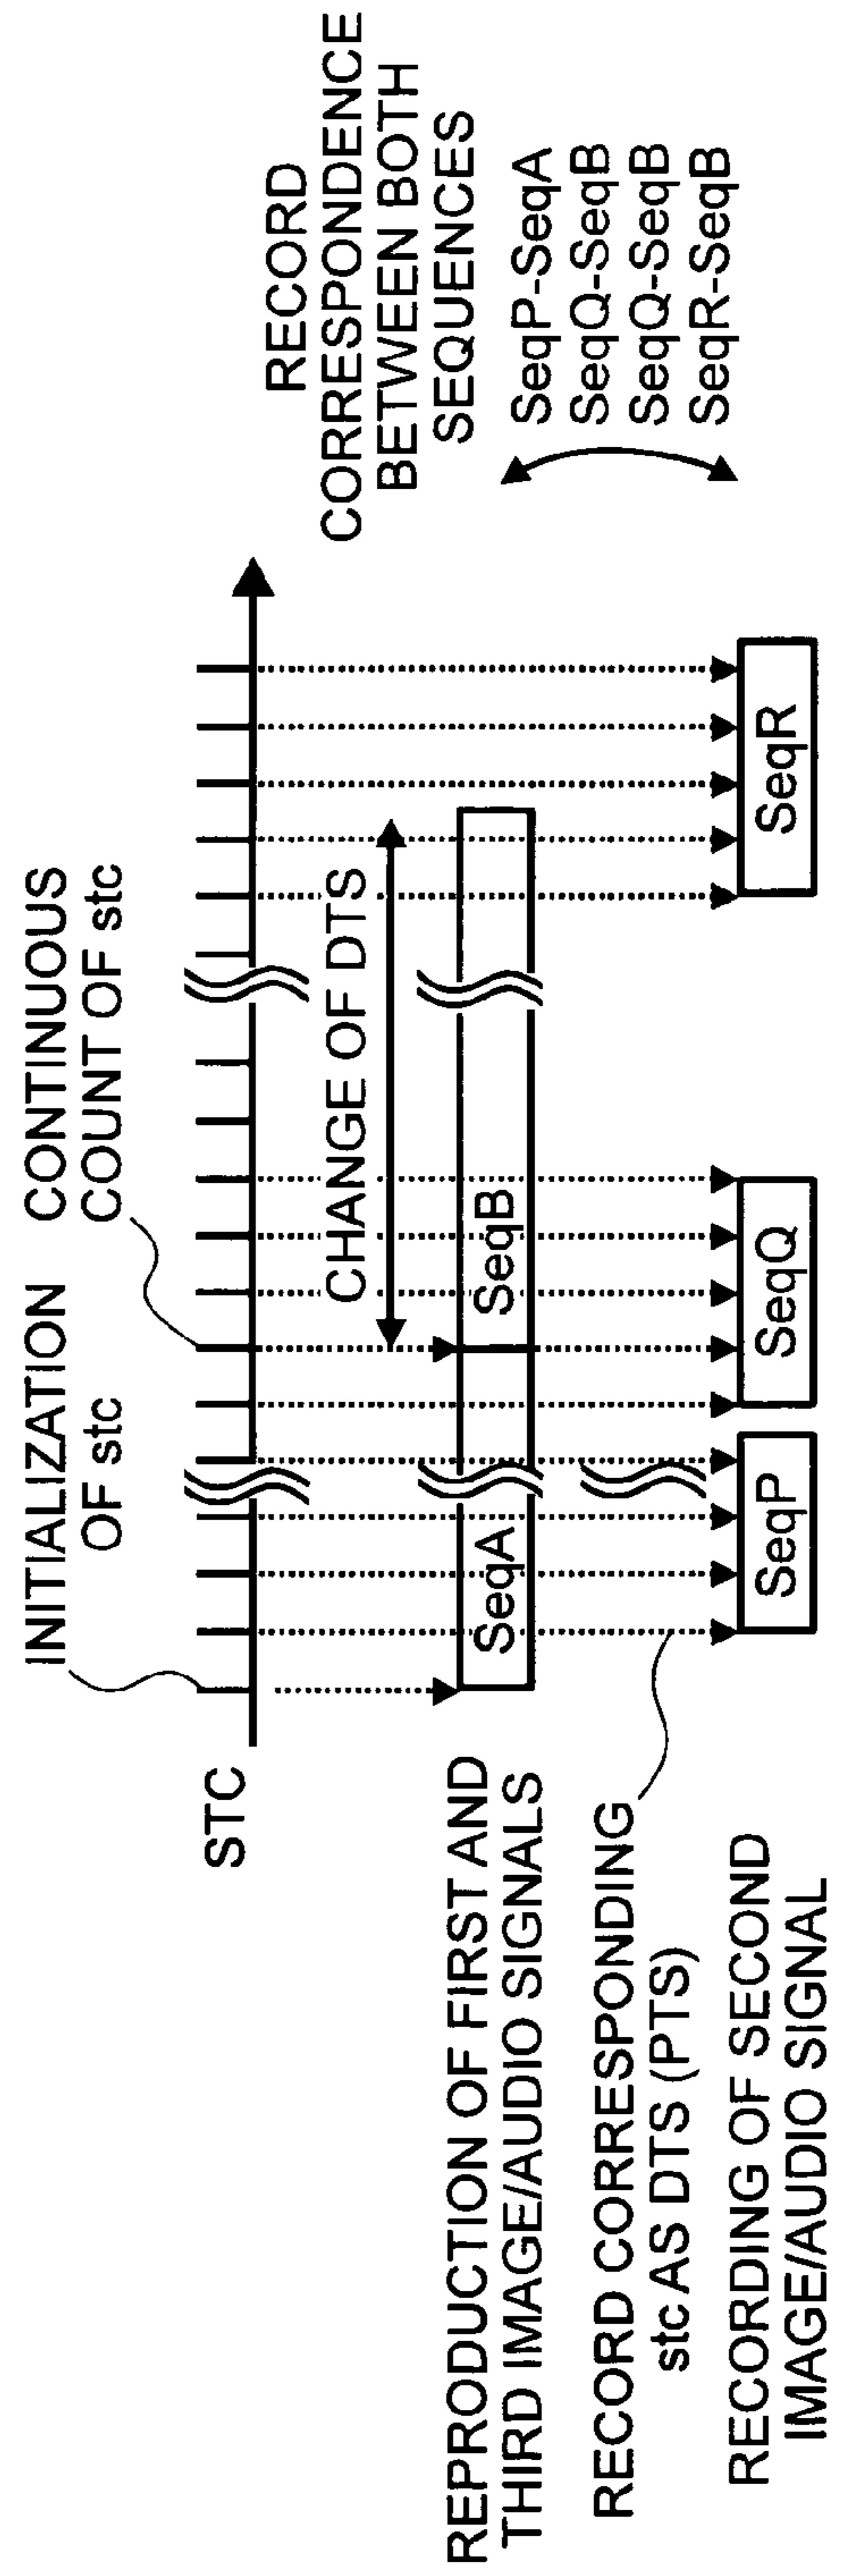 INITIALIZATION
OF stc
CONTINUOUS
COUNT OF stc
STC
CHANGE OF DTS
RECORD
CORRESPONDENCE
BETWEEN BOTH
SEQUENCES
REPRODUCTION OF FIRST AND
THIRD IMAGE/AUDIO SIGNALS
SeqA
SeqB
SeqP-SeqA
SeqQ-SeqB
SeqQ-SeqB
SeqR-SeqB
RECORD CORRESPONDING
stc AS DTS (PTS)
RECORDING OF SECOND
IMAGE/AUDIO SIGNAL
SeqP
SeqQ
SeqR